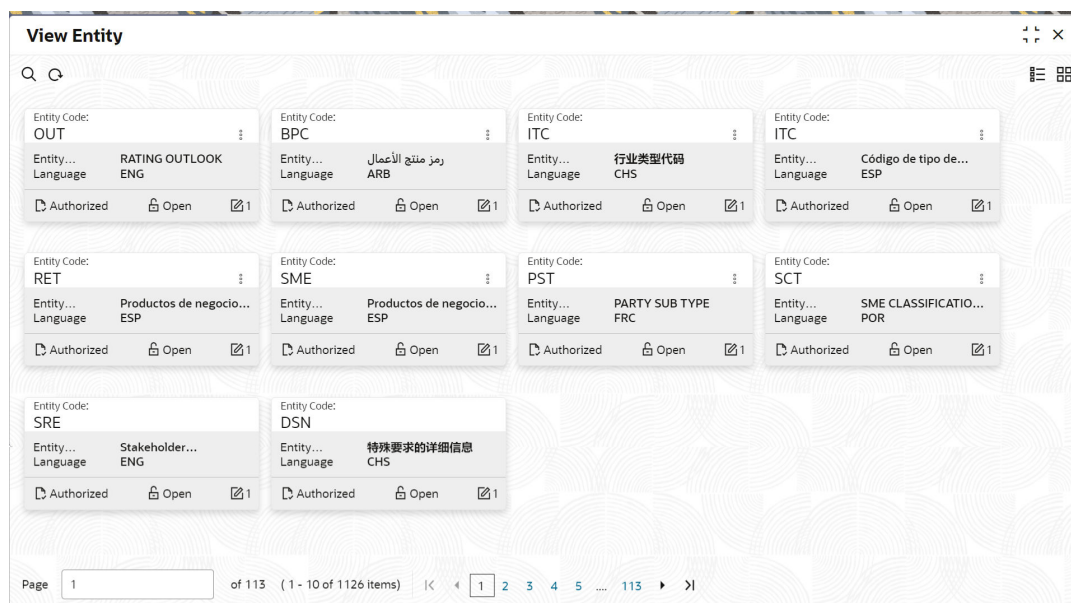 View Entity
Entity Code:
OUT
Entity... RATING OUTLOOK
Language ENG
Authorized Open 1
Entity Code:
BPC
Entity... رمز منتج الأعمال
Language ARB
Authorized Open 1
Entity Code:
ITC
Entity... 行业类型代码
Language CHS
Authorized Open 1
Entity Code:
ITC
Entity... Código de tipo de...
Language ESP
Authorized Open 1
Entity Code:
RET
Entity... Productos de negocio...
Language ESP
Authorized Open 1
Entity Code:
SME
Entity... Productos de negocio...
Language ESP
Authorized Open 1
Entity Code:
PST
Entity... PARTY SUB TYPE
Language FRC
Authorized Open 1
Entity Code:
SCT
Entity... SME CLASSIFICATIO...
Language POR
Authorized Open 1
Entity Code:
SRE
Entity... Stakeholder...
Language ENG
Authorized Open 1
Entity Code:
DSN
Entity... 特殊要求的详细信息
Language CHS
Authorized Open 1
Page 1 of 113 (1 - 10 of 1126 items) 1 2 3 4 5 .... 113